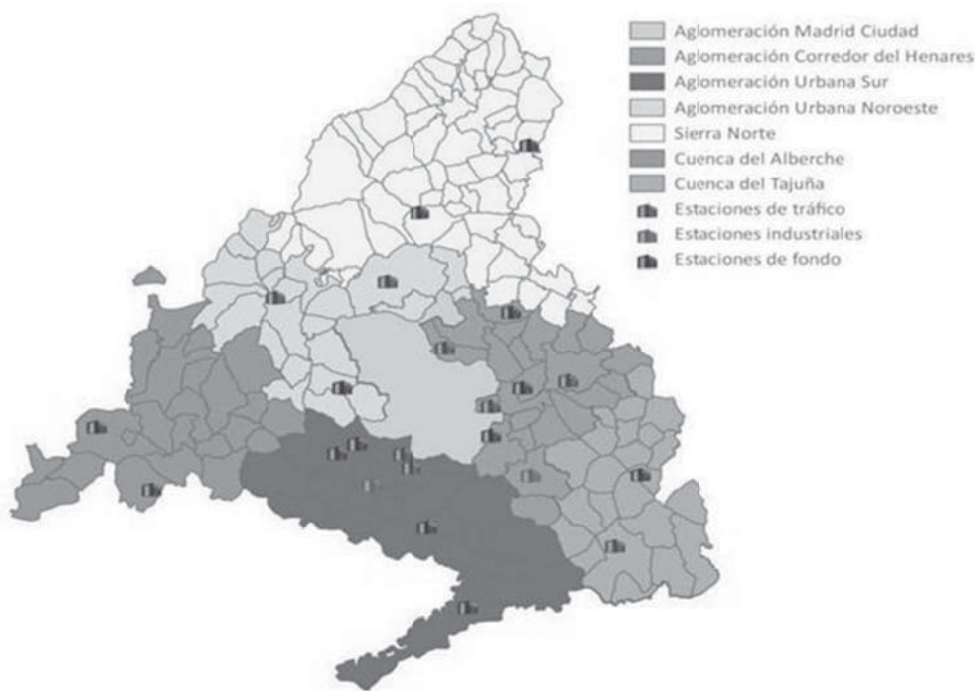 Aglomeración Madrid Ciudad
Aglomeración Corredor del Henares
Aglomeración Urbana Sur
Aglomeración Urbana Noroeste
Sierra Norte
Cuenca del Alberche
Cuenca del Tajuña
Estaciones de tráfico
Estaciones industriales
Estaciones de fondo